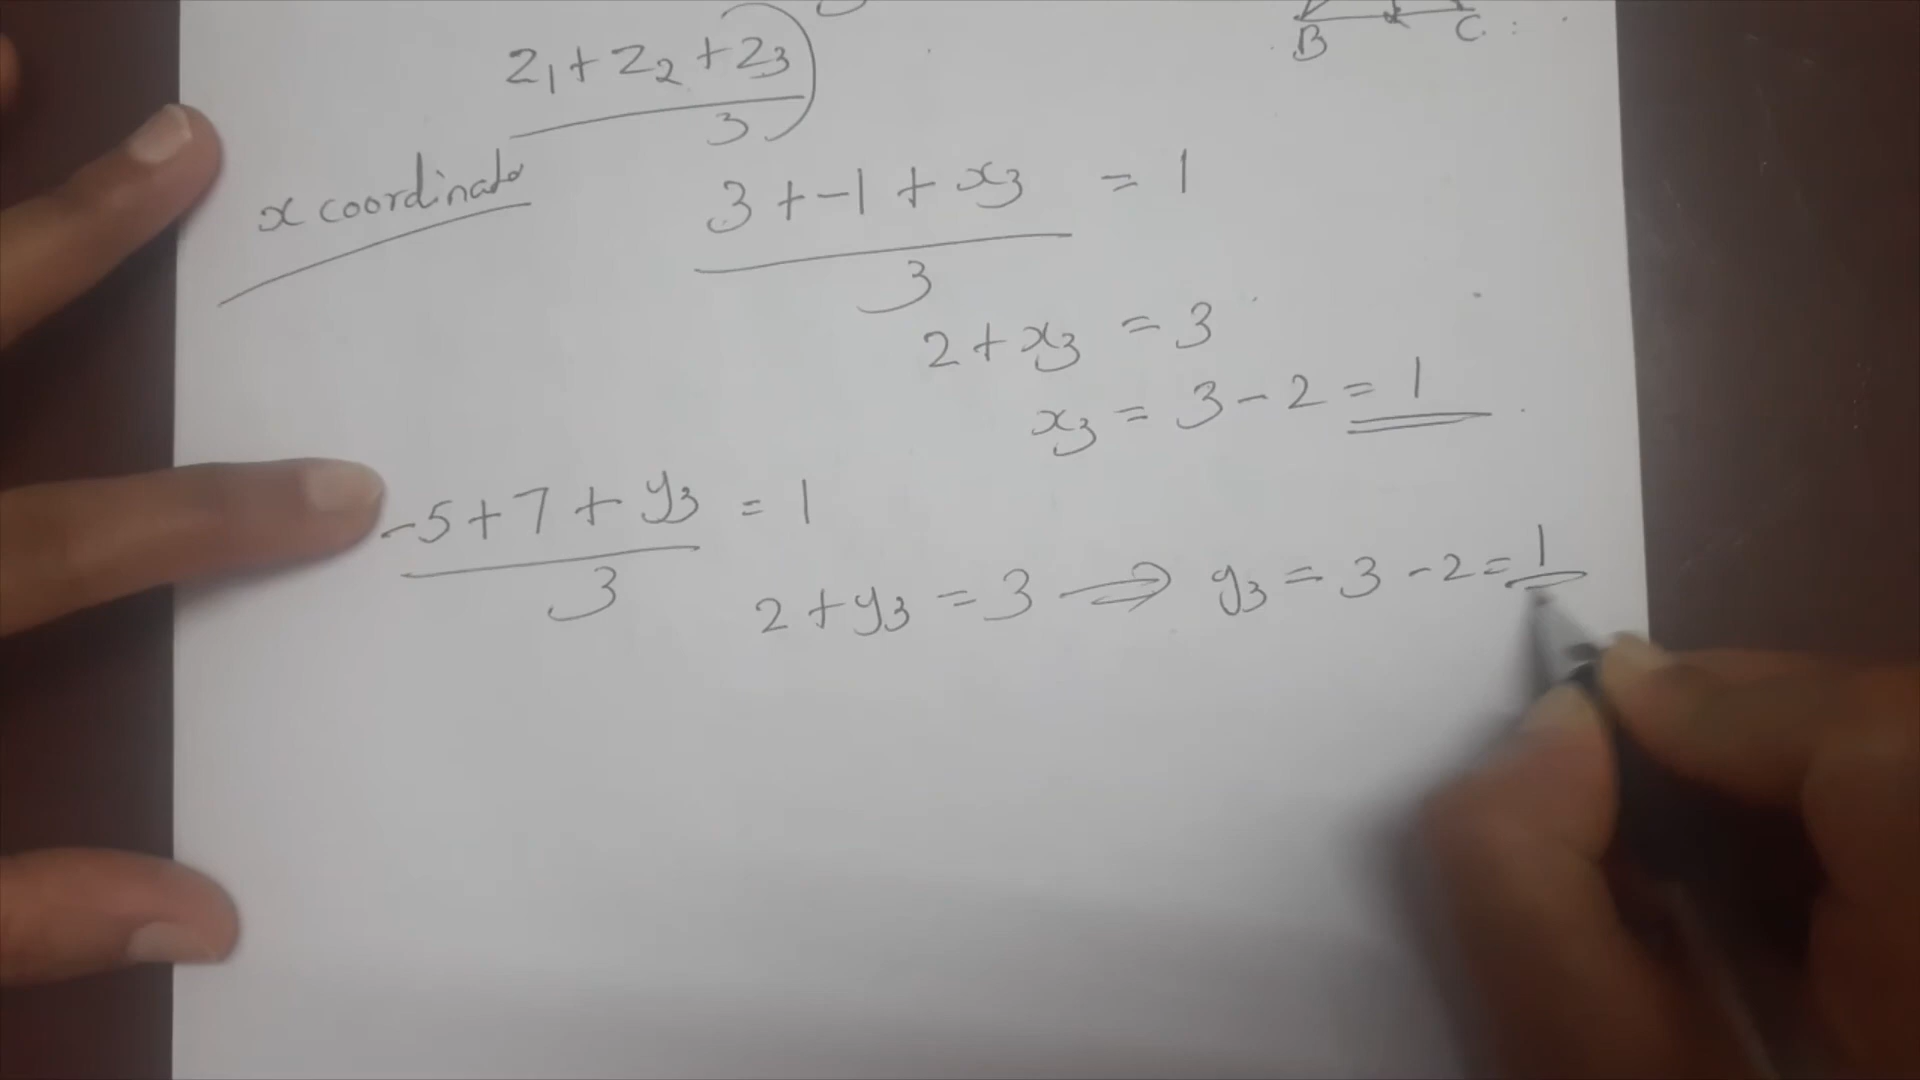 z₁ + z₂ + z₃)
3
B C
x coordinate
3 + -1 + x₃ = 1
3
2 + x₃ = 3
x₃ = 3 - 2 = 1
-5 + 7 + y₃ = 1
3
2 + y₃ = 3 ⟹ y₃ = 3 - 2 = 1